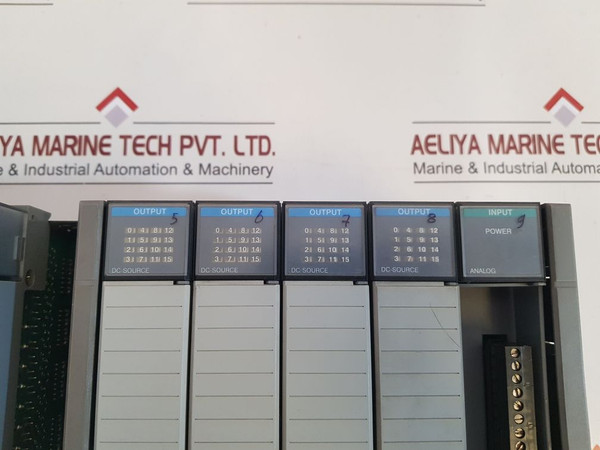 IYA MARINE TECH PVT. LTD.
e & Industrial Automation & Machinery
AELIYA MARINE TEC
Marine & Industrial Automation
OUTPUT 5
0 4 8 12
1 5 9 13
2 6 10 14
3 7 11 15
DC-SOURCE
OUTPUT 6
0 4 8 12
1 5 9 13
2 6 10 14
3 7 11 15
DC-SOURCE
OUTPUT 7
0 4 8 12
1 5 9 13
2 6 10 14
3 7 11 15
DC-SOURCE
OUTPUT 8
0 4 8 12
1 5 9 13
2 6 10 14
3 7 11 15
DC-SOURCE
INPUT 9
POWER
ANALOG